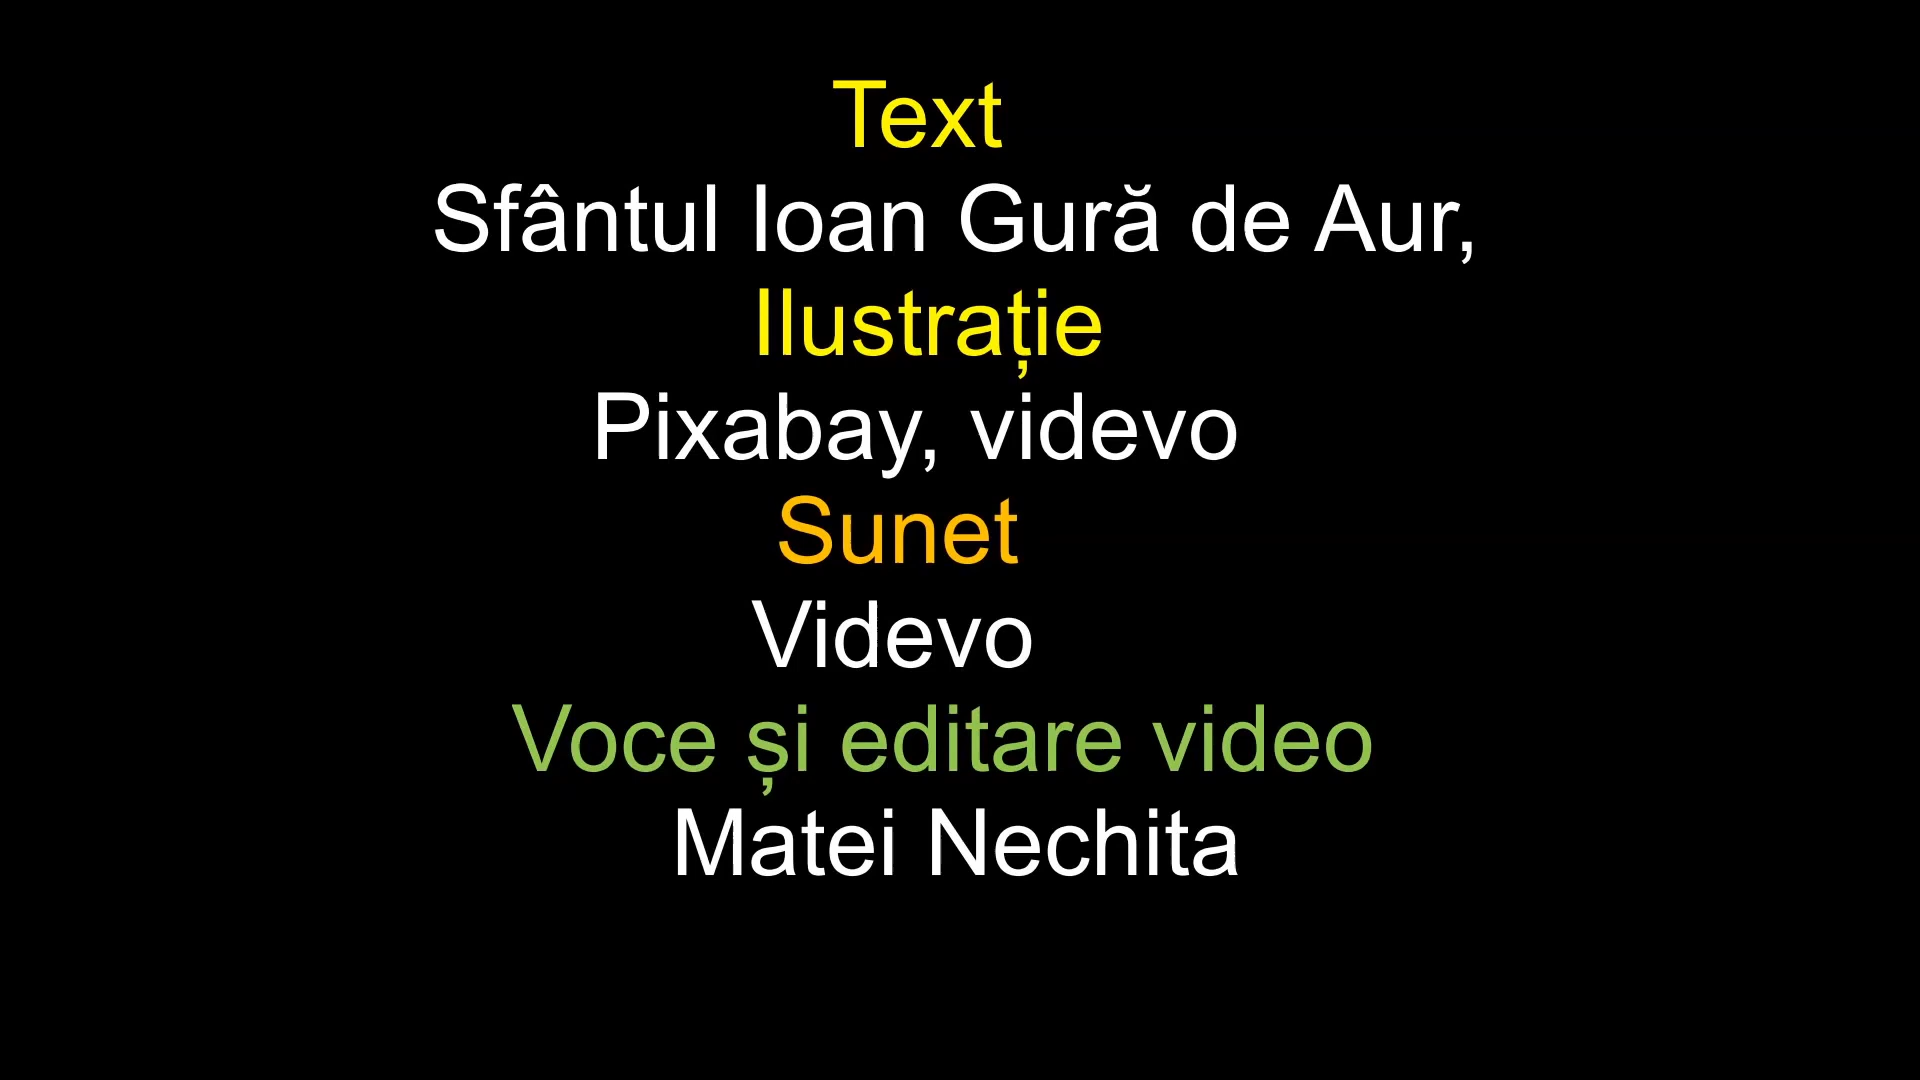 Text
Sfântul Ioan Gură de Aur,
Ilustrație
Pixabay, videvo
Sunet
Videvo
Voce și editare video
Matei Nechita